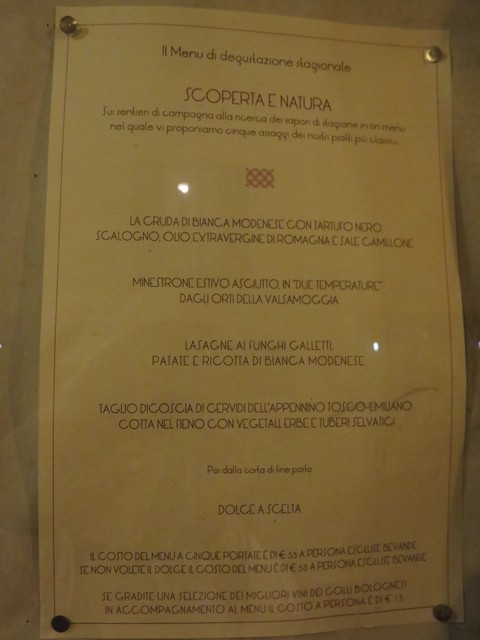 Il Menu di degustazione stagionale
SCOPERTA E NATURA
Sui sentieri di campagna alla ricerca dei sapori di stagione in un menu
nel quale vi proponiamo cinque assaggi dei nostri piatti più classici.
LA CRUDA DI BIANCA MODENESE CON TARTUFO NERO,
SCALOGNO, OLIO EXTRAVERGINE DI ROMAGNA E SALE CAMILLONE
MINESTRONE ESTIVO ASCIUTTO, IN "DUE TEMPERATURE"
DAGLI ORTI DELLA VALSAMOGGIA
LASAGNE AI FUNGHI GALLETTI,
PATATE E RICOTTA DI BIANCA MODENESE
TAGLIO DI COSCIA DI CERVIDI DELL'APPENNINO TOSCO-EMILIANO
COTTA NEL FIENO CON VEGETALI, ERBE E TUBERI SELVATICI
Poi dalla carta di fine pasto
DOLCE A SCELTA
IL COSTO DEL MENU A CINQUE PORTATE È DI € 55 A PERSONA ESCLUSE BEVANDE
SE NON VOLETE IL DOLCE IL COSTO DEL MENU È DI € 50 A PERSONA ESCLUSE BEVANDE
SE GRADITE UNA SELEZIONE DEI MIGLIORI VINI DEI COLLI BOLOGNESI
IN ACCOMPAGNAMENTO AL MENU IL COSTO A PERSONA È DI € 15